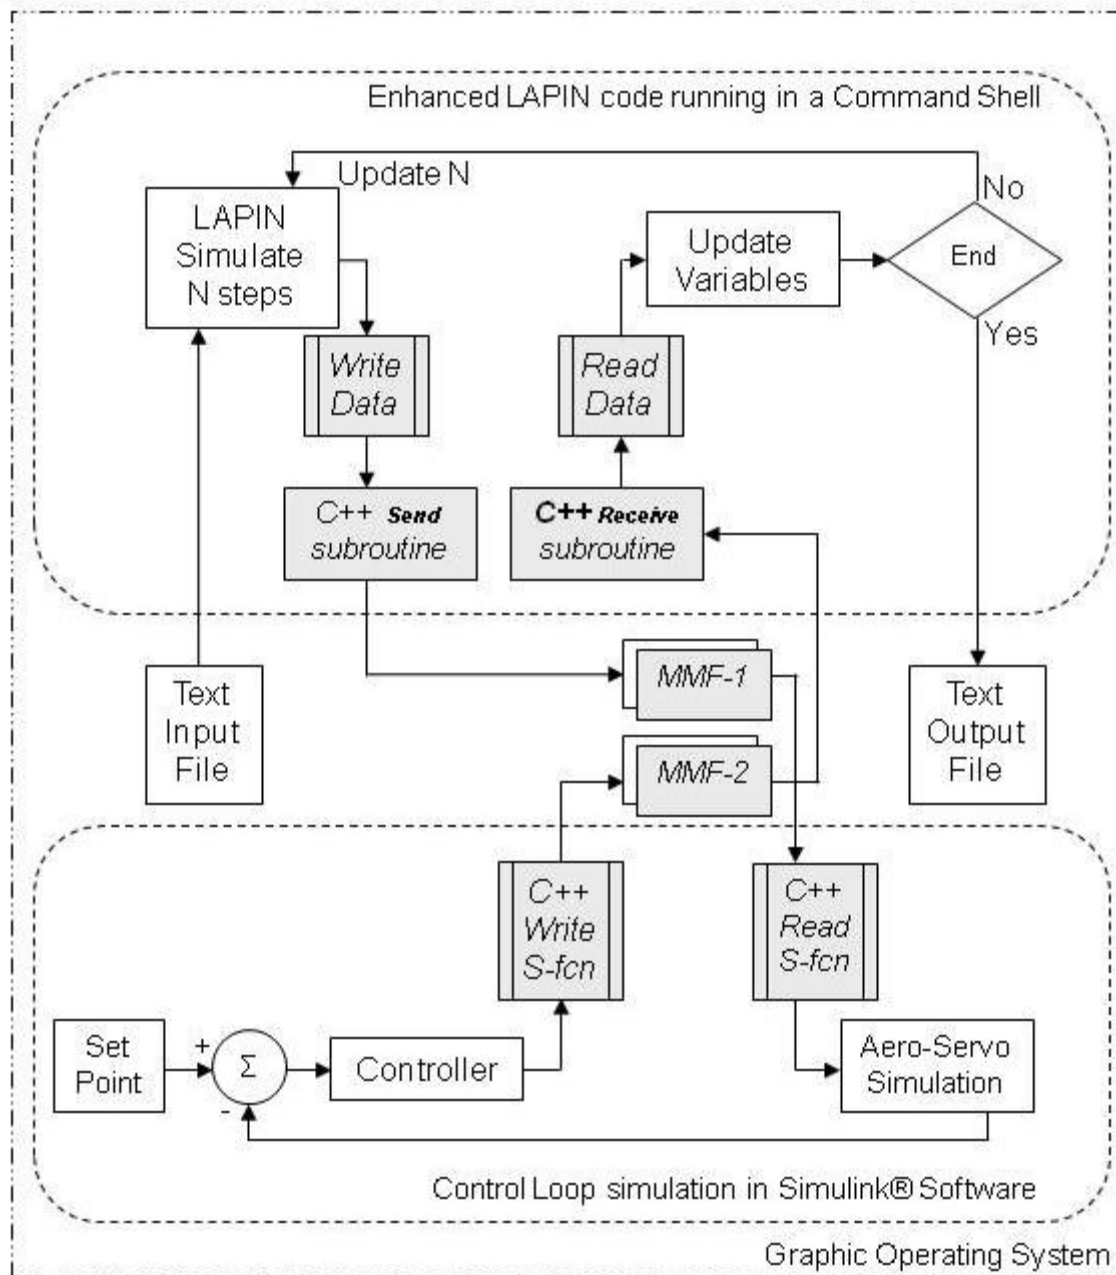 Enhanced LAPIN code running in a Command Shell
Update N
No
LAPIN
Simulate
N steps
Update
Variables
End
Yes
Write
Data
Read
Data
C++ Send
subroutine
C++ Receive
subroutine
Text
Input
File
MMF-1
MMF-2
Text
Output
File
C++
Write
S-fcn
C++
Read
S-fcn
Set
Point
+
-
Σ
Controller
Aero-Servo
Simulation
Control Loop simulation in Simulink® Software
Graphic Operating System